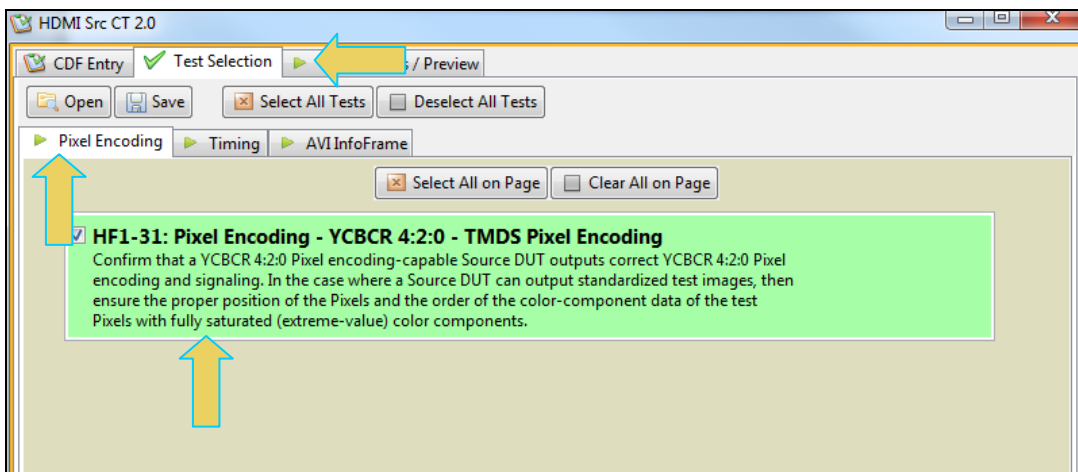 HDMI Src CT 2.0
CDF Entry Test Selection / Preview
Open Save Select All Tests Deselect All Tests
Pixel Encoding Timing AVI InfoFrame
Select All on Page Clear All on Page
HF1-31: Pixel Encoding - YCBCR 4:2:0 - TMDS Pixel Encoding
Confirm that a YCBCR 4:2:0 Pixel encoding-capable Source DUT outputs correct YCBCR 4:2:0 Pixel
encoding and signaling. In the case where a Source DUT can output standardized test images, then
ensure the proper position of the Pixels and the order of the color-component data of the test
Pixels with fully saturated (extreme-value) color components.